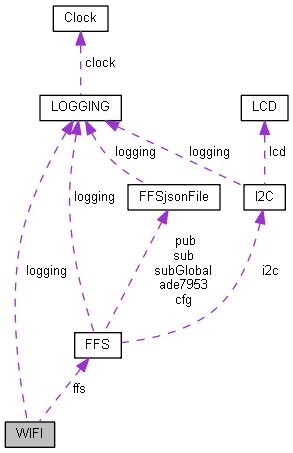 Clock
clock
LOGGING
LCD
logging
logging
lcd
logging
FFSjsonFile
I2C
logging
pub
sub
subGlobal
ade7953
cfg
i2c
FFS
ffs
WIFI